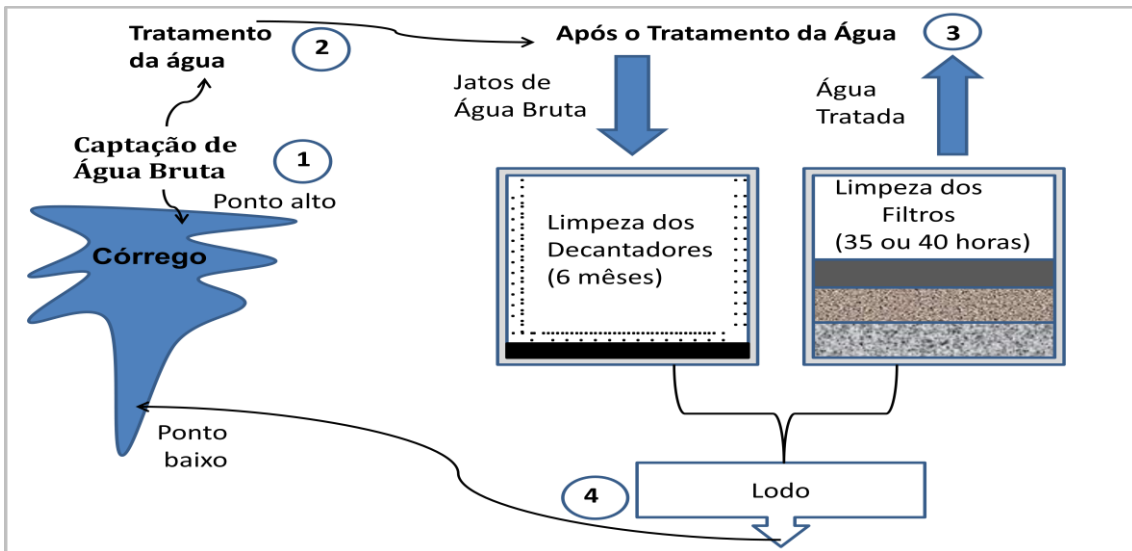 Tratamento
da água
2
Após o Tratamento da Água
3
Jatos de
Água Bruta
Água
Tratada
Captação de
Água Bruta
1
Ponto alto
Córrego
Limpeza dos
Decantadores
(6 mêses)
Limpeza dos
Filtros
(35 ou 40 horas)
Ponto
baixo
4
Lodo